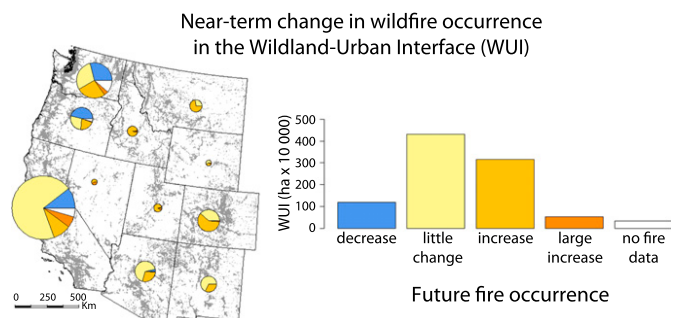 Near-term change in wildfire occurrence
in the Wildland-Urban Interface (WUI)
0 250 500
Km
WUI (ha x 10 000)
500
400
300
200
100
0
decrease
little
change
increase
large
increase
no fire
data
Future fire occurrence